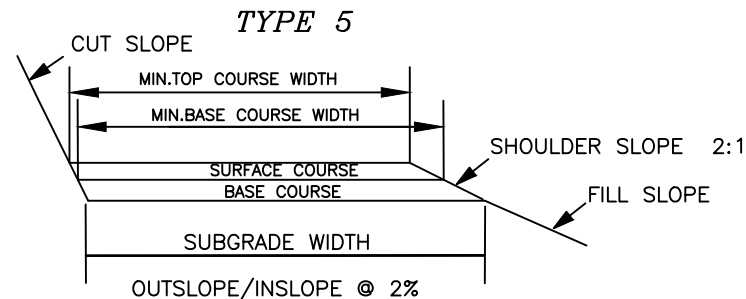 TYPE 5
CUT SLOPE
MIN.TOP COURSE WIDTH
MIN.BASE COURSE WIDTH
SHOULDER SLOPE 2:1
SURFACE COURSE
BASE COURSE
FILL SLOPE
SUBGRADE WIDTH
OUTSLOPE/INSLOPE @ 2%